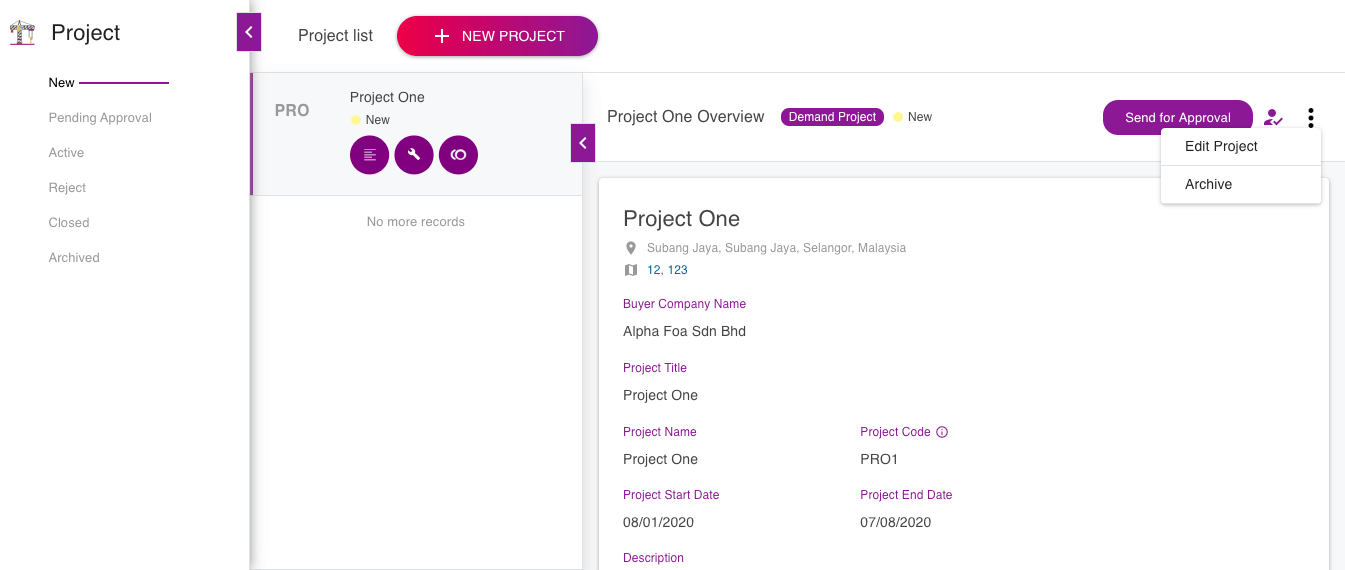 Project
New
Pending Approval
Active
Reject
Closed
Archived
Project list
NEW PROJECT
PRO
Project One
New
No more records
Project One Overview
Demand Project
New
Send for Approval
Edit Project
Archive
Project One
Subang Jaya, Subang Jaya, Selangor, Malaysia
12, 123
Buyer Company Name
Alpha Foa Sdn Bhd
Project Title
Project One
Project Name
Project One
Project Code
PRO1
Project Start Date
08/01/2020
Project End Date
07/08/2020
Description